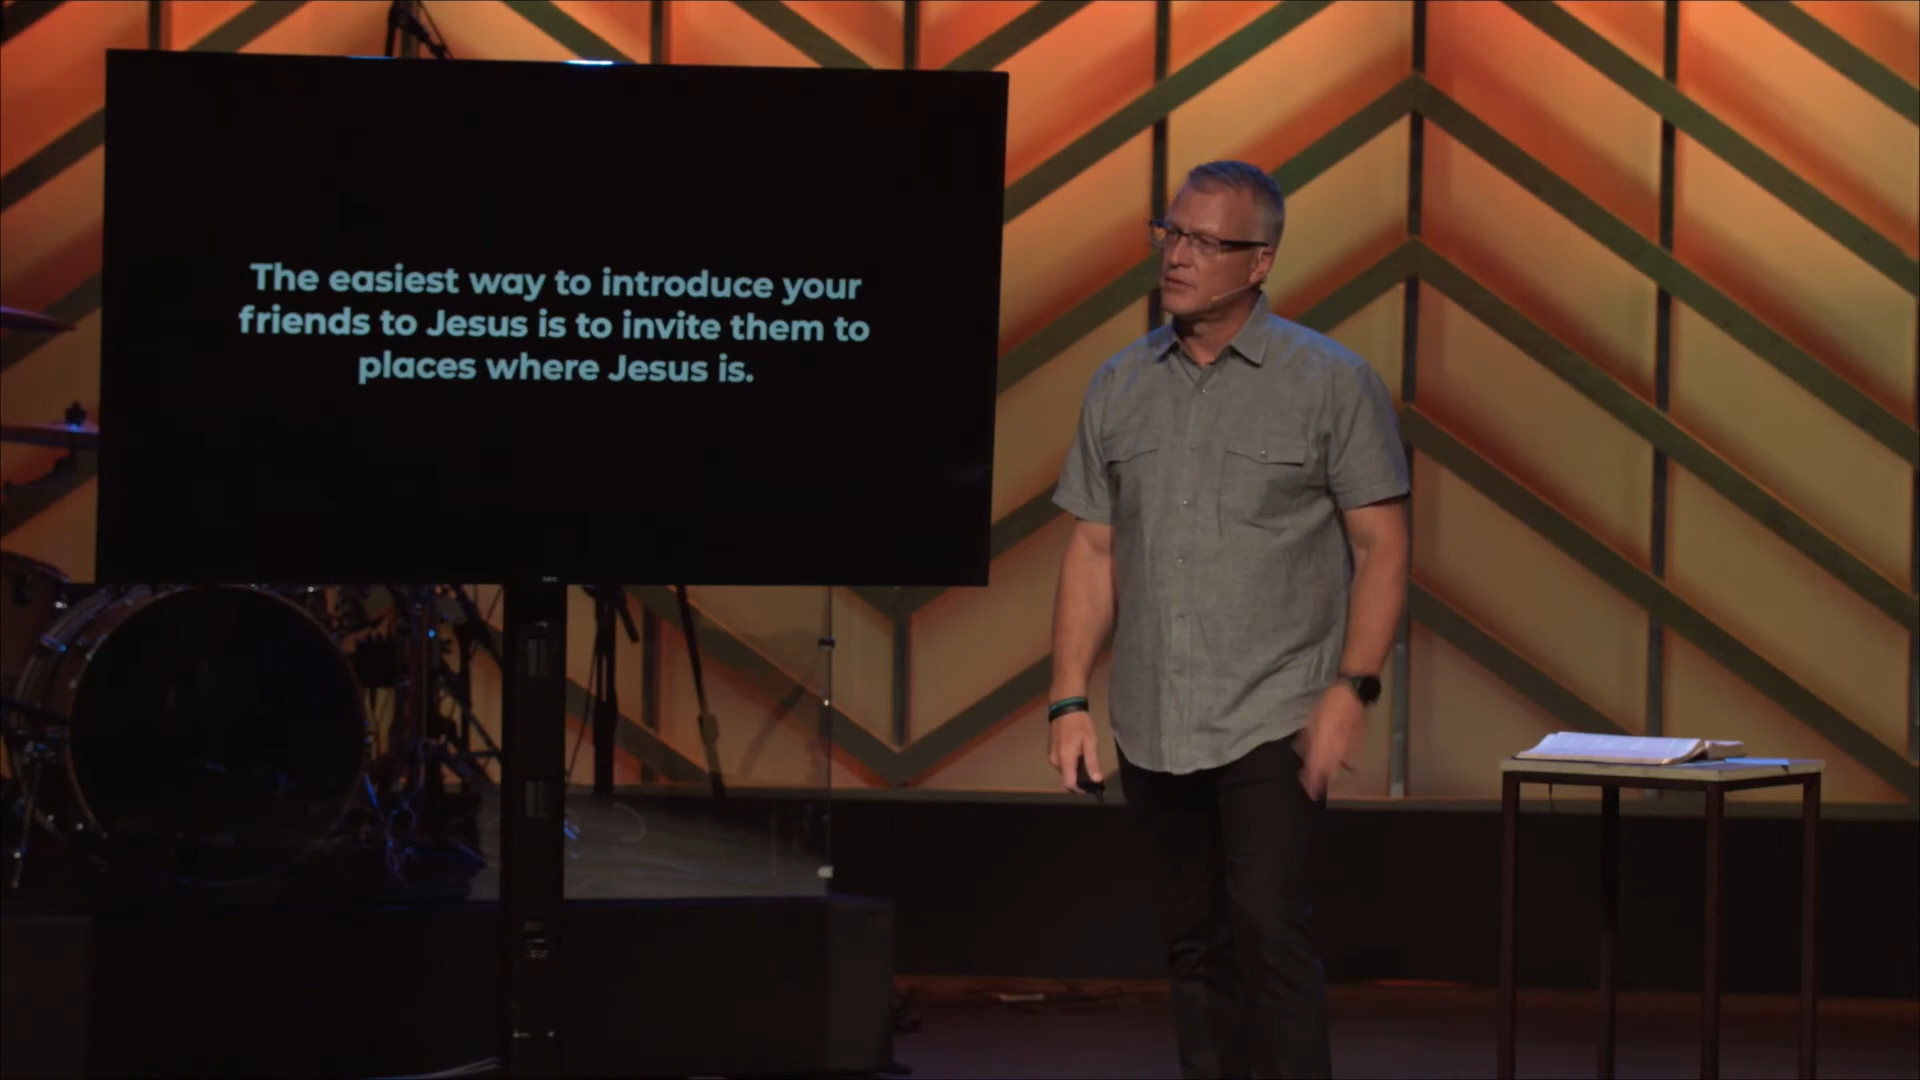 The easiest way to introduce your
friends to Jesus is to invite them to
places where Jesus is.